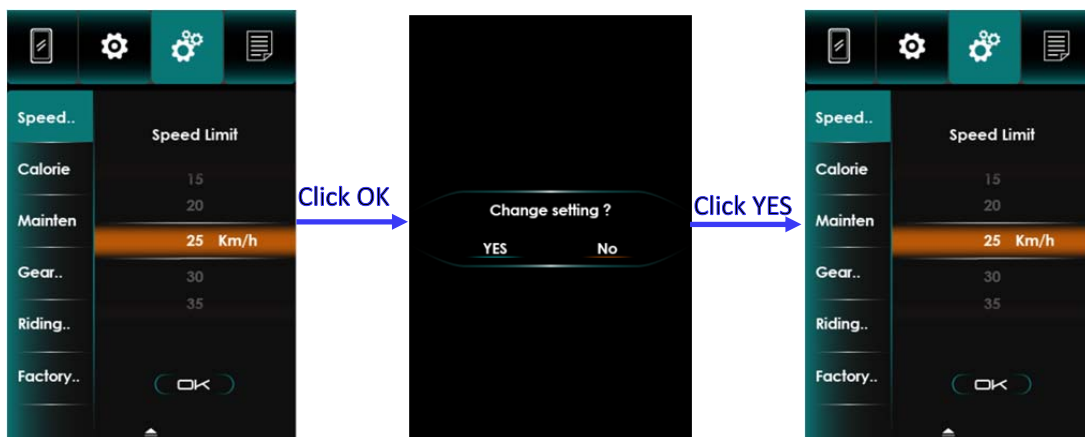 Speed..
Speed Limit
Calorie
15
20
Mainten
25 Km/h
Gear..
30
35
Riding..
Factory..
OK
Click OK
Change setting ?
YES No
Click YES
Speed..
Speed Limit
Calorie
15
20
Mainten
25 Km/h
Gear..
30
35
Riding..
Factory..
OK